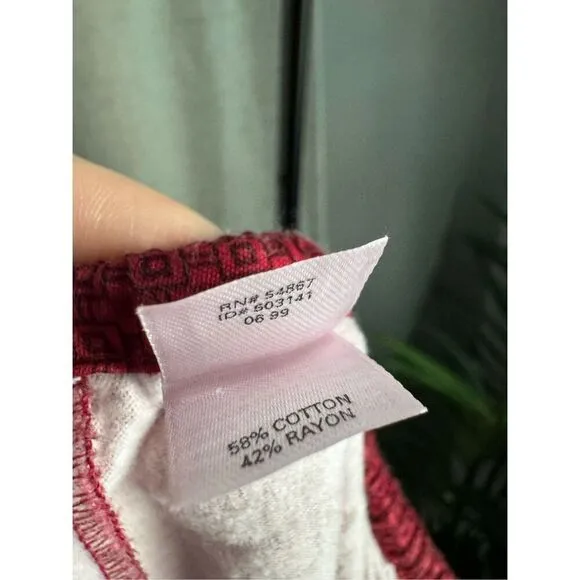 RN# 54867
ID# 503141
06 99
58% COTTON
42% RAYON